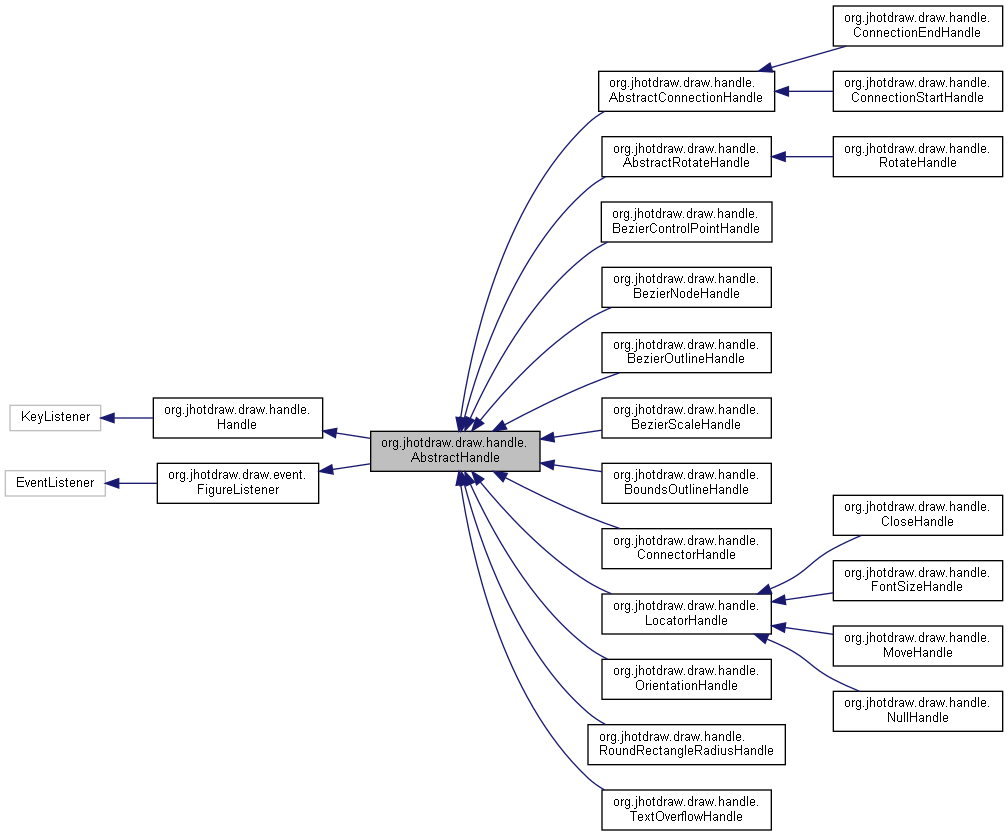 KeyListener
EventListener
org.jhotdraw.draw.handle.
Handle
org.jhotdraw.draw.event.
FigureListener
org.jhotdraw.draw.handle.
AbstractHandle
org.jhotdraw.draw.handle.
AbstractConnectionHandle
org.jhotdraw.draw.handle.
AbstractRotateHandle
org.jhotdraw.draw.handle.
BezierControlPointHandle
org.jhotdraw.draw.handle.
BezierNodeHandle
org.jhotdraw.draw.handle.
BezierOutlineHandle
org.jhotdraw.draw.handle.
BezierScaleHandle
org.jhotdraw.draw.handle.
BoundsOutlineHandle
org.jhotdraw.draw.handle.
ConnectorHandle
org.jhotdraw.draw.handle.
LocatorHandle
org.jhotdraw.draw.handle.
OrientationHandle
org.jhotdraw.draw.handle.
RoundRectangleRadiusHandle
org.jhotdraw.draw.handle.
TextOverflowHandle
org.jhotdraw.draw.handle.
ConnectionEndHandle
org.jhotdraw.draw.handle.
ConnectionStartHandle
org.jhotdraw.draw.handle.
RotateHandle
org.jhotdraw.draw.handle.
CloseHandle
org.jhotdraw.draw.handle.
FontSizeHandle
org.jhotdraw.draw.handle.
MoveHandle
org.jhotdraw.draw.handle.
NullHandle